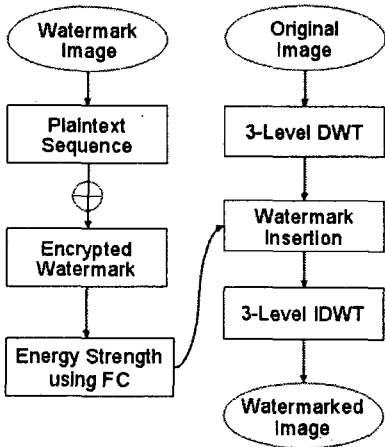 Watermark
Image
Plaintext
Sequence
Encrypted
Watermark
Energy Strength
using FC
Original
Image
3-Level DWT
Watermark
Insertion
3-Level IDWT
Watermarked
Image